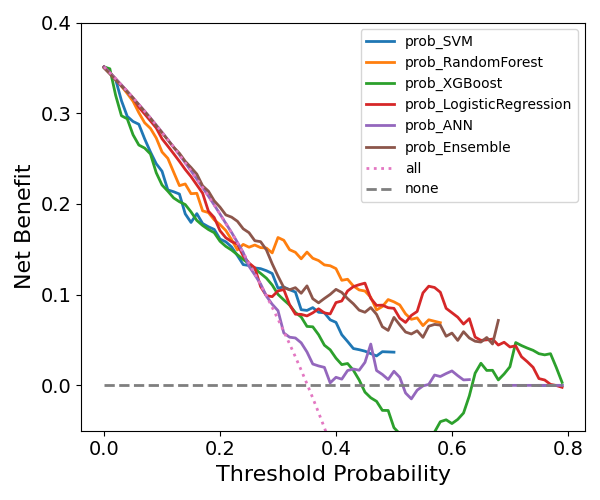 0.4
0.3
0.2
0.1
0.0
Net Benefit
prob_SVM
prob_RandomForest
prob_XGBoost
prob_LogisticRegression
prob_ANN
prob_Ensemble
all
none
0.0 0.2 0.4 0.6 0.8
Threshold Probability